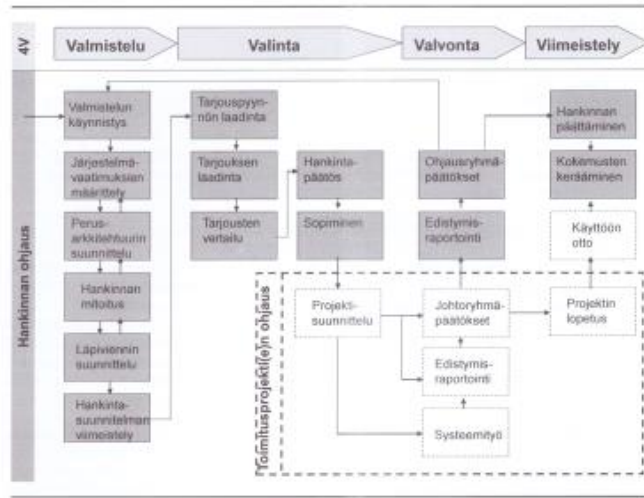 4V
Valmistelu
Valinta
Valvonta
Viimeistely
Hankinnan ohjaus
Valmistelun
käynnistys
Järjestelmä-
vaatimuksien
määrittely
Perus-
arkkitehtuurin
suunnittelu
Hankinnan
mitoitus
Läpiviennin
suunnittelu
Hankinta-
suunnitelman
viimeistely
Tarjouspyyn-
nön laadinta
Tarjouksen
laadinta
Tarjousten
vertailu
Hankinta-
päätös
Sopiminen
Ohjausryhmä-
päätökset
Edistymis-
raportointi
Hankinnan
päättäminen
Kokemusten
kerääminen
Käyttöön
otto
Toimitusprojekti(e)n ohjaus
Projekti-
suunnittelu
Johtoryhmä-
päätökset
Edistymis-
raportointi
Systeemityö
Projektin
lopetus